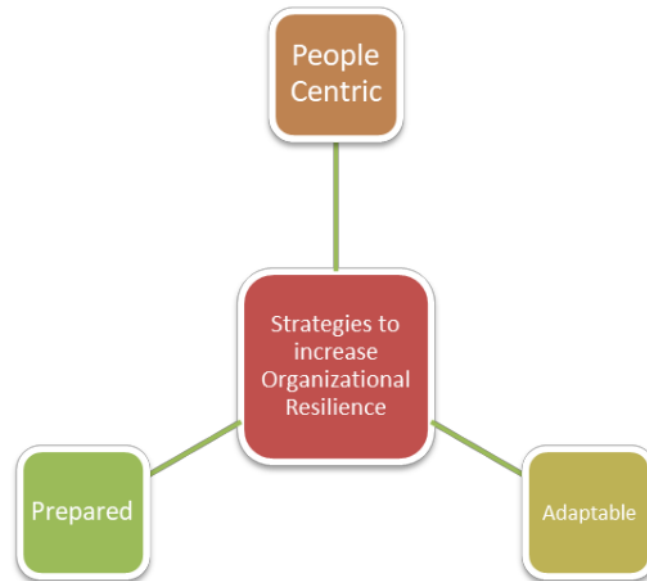 People
Centric
Strategies to
increase
Organizational
Resilience
Prepared
Adaptable